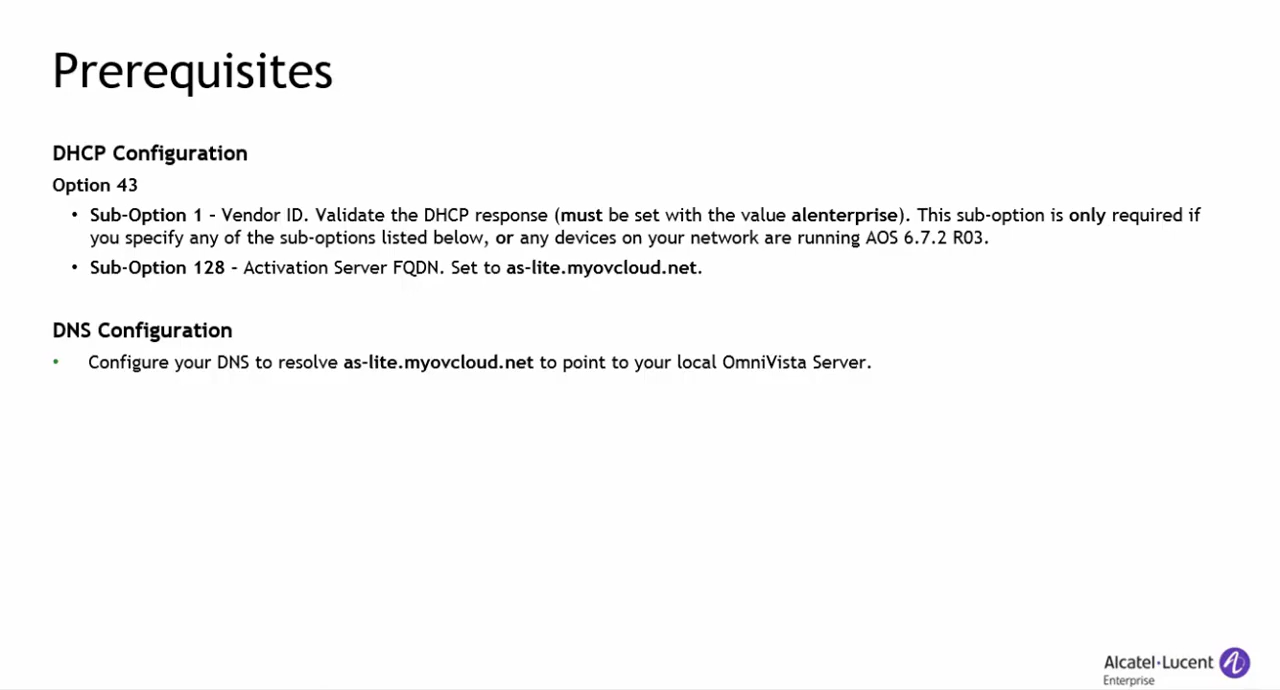 Prerequisites
DHCP Configuration
Option 43
• Sub-Option 1 - Vendor ID. Validate the DHCP response (must be set with the value alenterprise). This sub-option is only required if
you specify any of the sub-options listed below, or any devices on your network are running AOS 6.7.2 R03.
• Sub-Option 128 - Activation Server FQDN. Set to as-lite.myovcloud.net.
DNS Configuration
• Configure your DNS to resolve as-lite.myovcloud.net to point to your local OmniVista Server.
Alcatel·Lucent
Enterprise